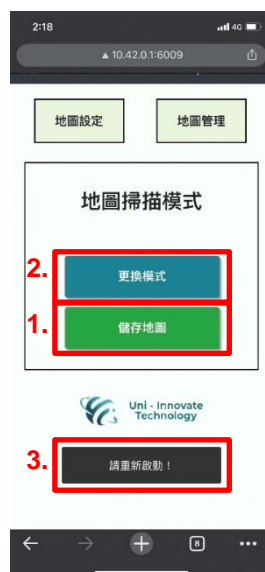 2:18
4G
▲ 10.42.0.1:6009
地圖設定
地圖管理
地圖掃描模式
2.
更換模式
1.
儲存地圖
Uni - Innovate
Technology
3.
請重新啟動！
8